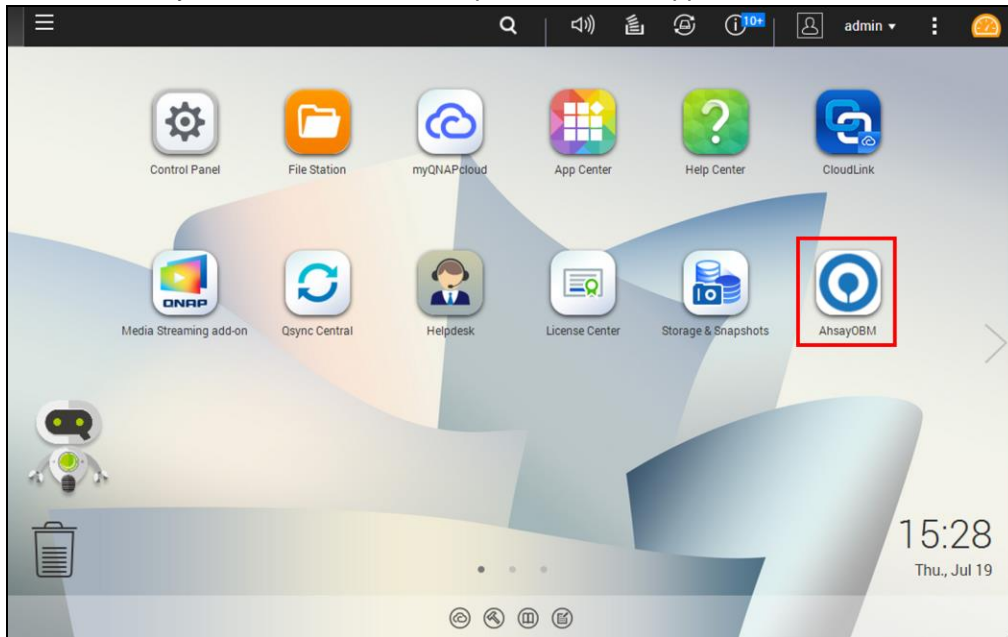 10+
admin
Control Panel
File Station
myQNAPcloud
App Center
Help Center
CloudLink
QNAP
Media Streaming add-on
Qsync Central
Helpdesk
License Center
Storage & Snapshots
AhsayOBM
15:28
Thu., Jul 19